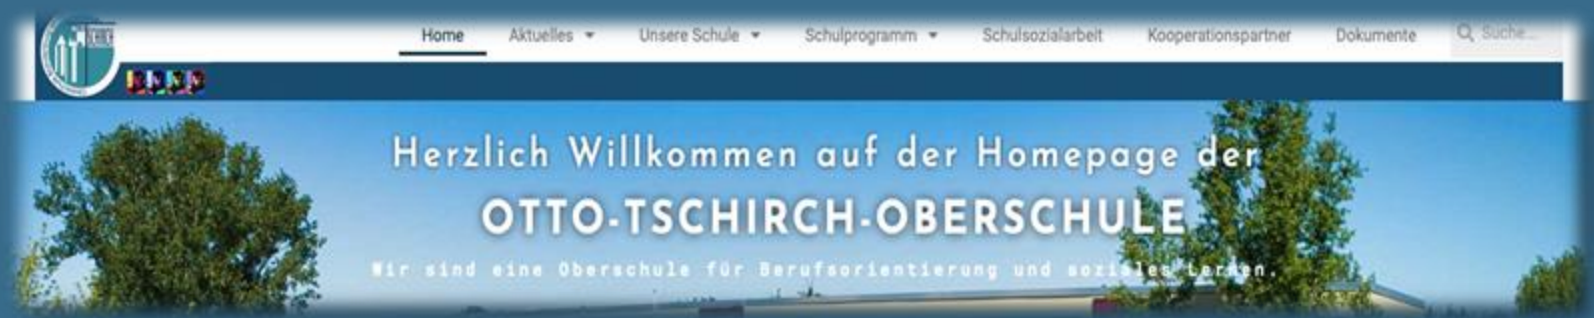 TSCHIRCH
Home Aktuelles Unsere Schule Schulprogramm Schulsozialarbeit Kooperationspartner Dokumente Suche...
Herzlich Willkommen auf der Homepage der
OTTO-TSCHIRCH-OBERSCHULE
Wir sind eine Oberschule für Berufsorientierung und soziales Lernen.